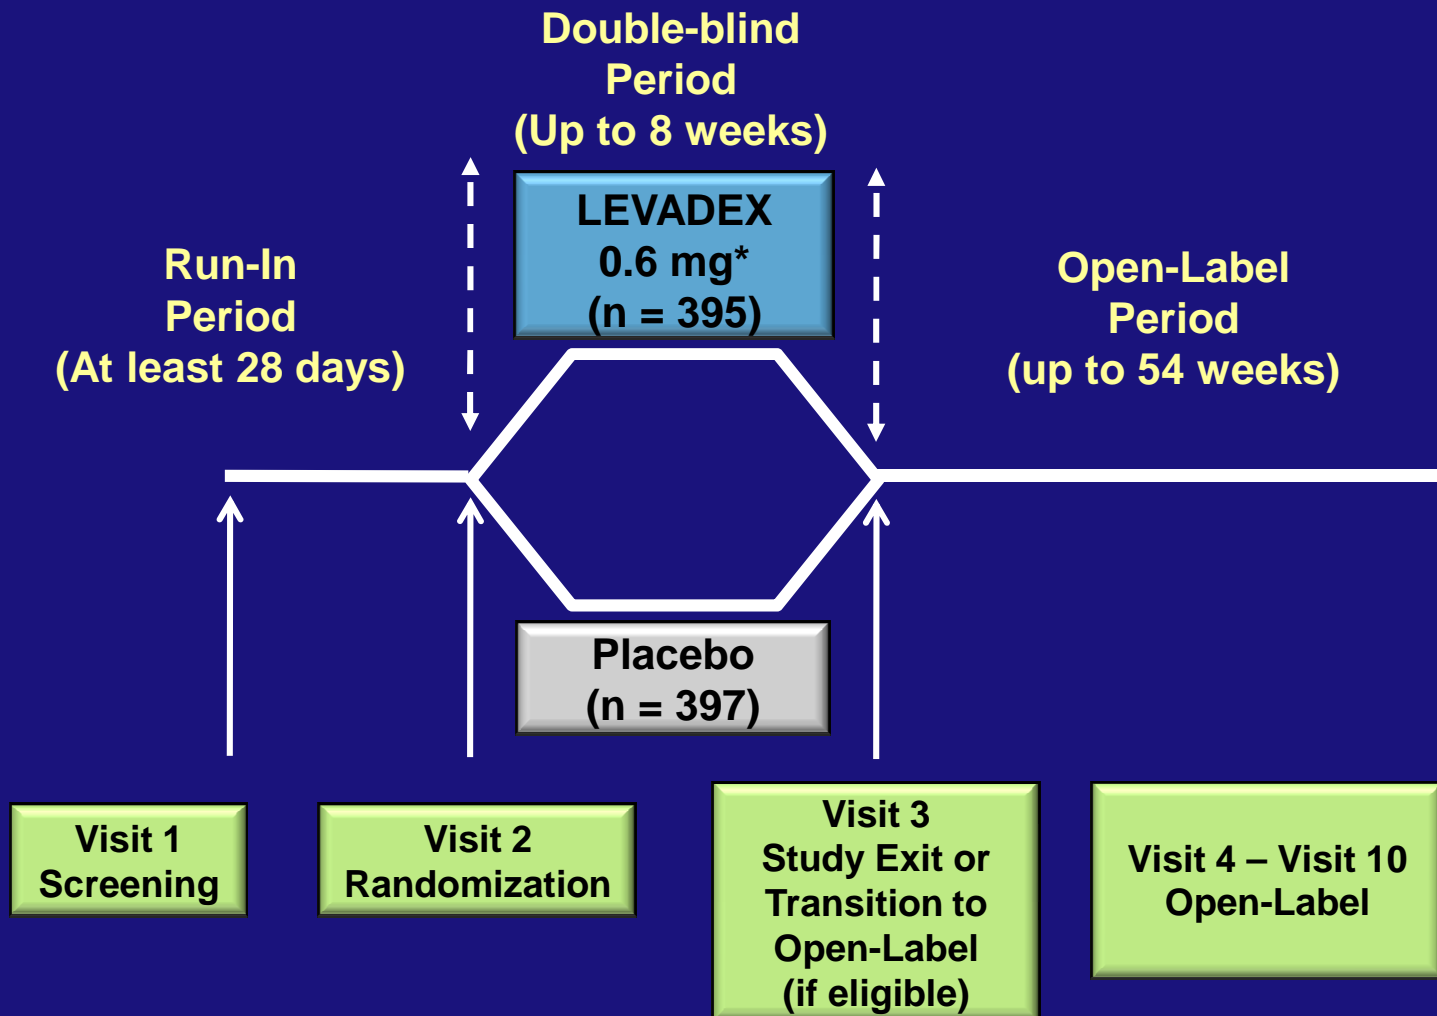 Double-blind
Period
(Up to 8 weeks)
LEVADEX
0.6 mg*
(n = 395)
Run-In
Period
(At least 28 days)
Open-Label
Period
(up to 54 weeks)
Placebo
(n = 397)
Visit 1
Screening
Visit 2
Randomization
Visit 3
Study Exit or
Transition to
Open-Label
(if eligible)
Visit 4 – Visit 10
Open-Label